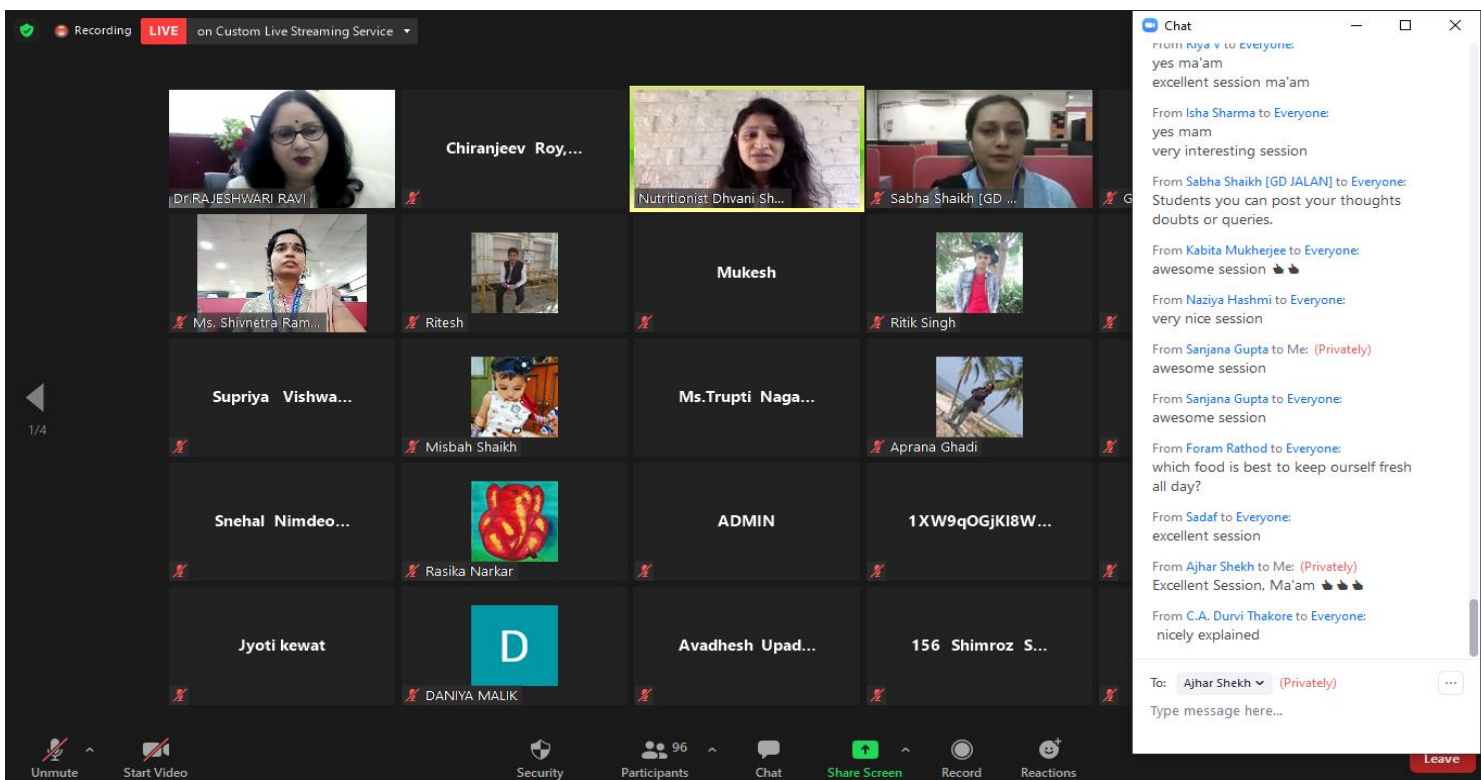 Recording LIVE on Custom Live Streaming Service
Dr.RAJESHWARI RAVI
Chiranjeev Roy,...
Nutritionist Dhvani Sh...
Sabha Shaikh [GD ...
G
Ms. Shivnetra Ram...
Ritesh
Mukesh
Ritik Singh
1/4
Supriya Vishwa...
Misbah Shaikh
Ms.Trupti Naga...
Aprana Ghadi
Snehal Nimdeo...
Rasika Narkar
ADMIN
1XW9qOGjKI8W...
Jyoti kewat
D
DANIYA MALIK
Avadhesh Upad...
156 Shimroz S...
Unmute
Start Video
Security
96
Participants
Chat
Share Screen
Record
Reactions
Leave
Chat
From Riya V to Everyone:
yes ma'am
excellent session ma'am
From Isha Sharma to Everyone:
yes mam
very interesting session
From Sabha Shaikh [GD JALAN] to Everyone:
Students you can post your thoughts
doubts or queries.
From Kabita Mukherjee to Everyone:
awesome session
From Naziya Hashmi to Everyone:
very nice session
From Sanjana Gupta to Me: (Privately)
awesome session
From Sanjana Gupta to Everyone:
awesome session
From Foram Rathod to Everyone:
which food is best to keep ourself fresh
all day?
From Sadaf to Everyone:
excellent session
From Ajhar Shekh to Me: (Privately)
Excellent Session, Ma'am
From C.A. Durvi Thakore to Everyone:
nicely explained
To: Ajhar Shekh (Privately)
Type message here...